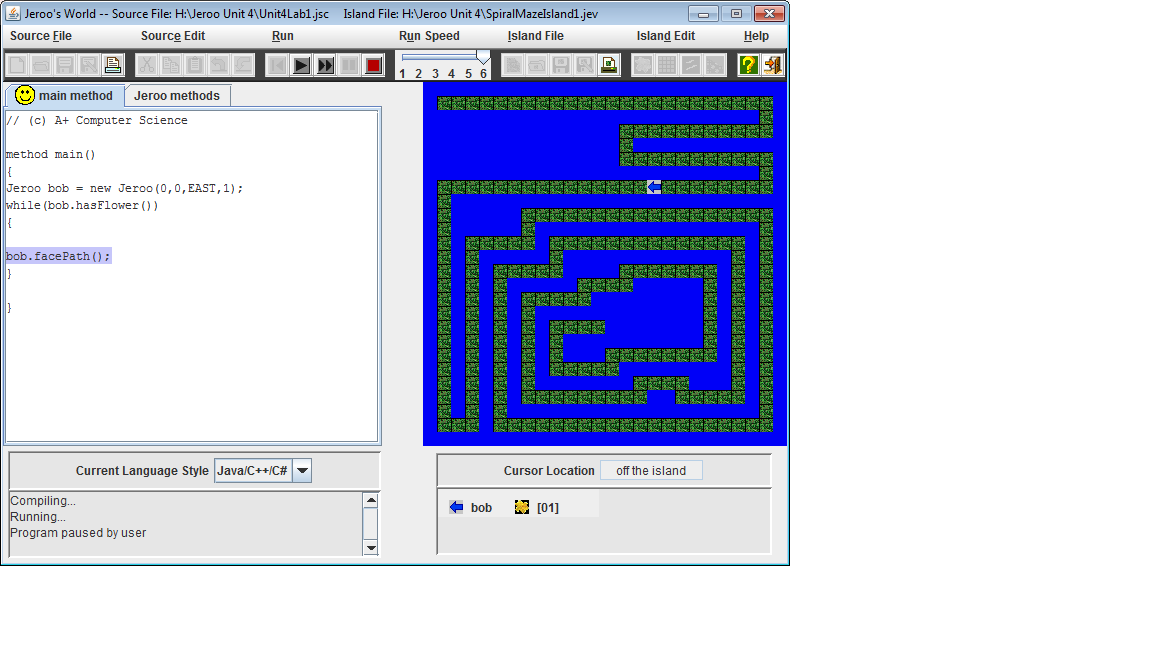 Jeroo's World -- Source File: H:\Jeroo Unit 4\Unit4Lab1.jsc Island File: H:\Jeroo Unit 4\SpiralMazeIsland1.jev
Source File Source Edit Run Run Speed Island File Island Edit Help
1 2 3 4 5 6
?
main method Jeroo methods
// (c) A+ Computer Science
method main()
{
Jeroo bob = new Jeroo(0,0,EAST,1);
while(bob.hasFlower())
{
bob.facePath();
}
}
Current Language Style Java/C++/C#
Cursor Location off the island
Compiling...
Running...
Program paused by user
bob [01]